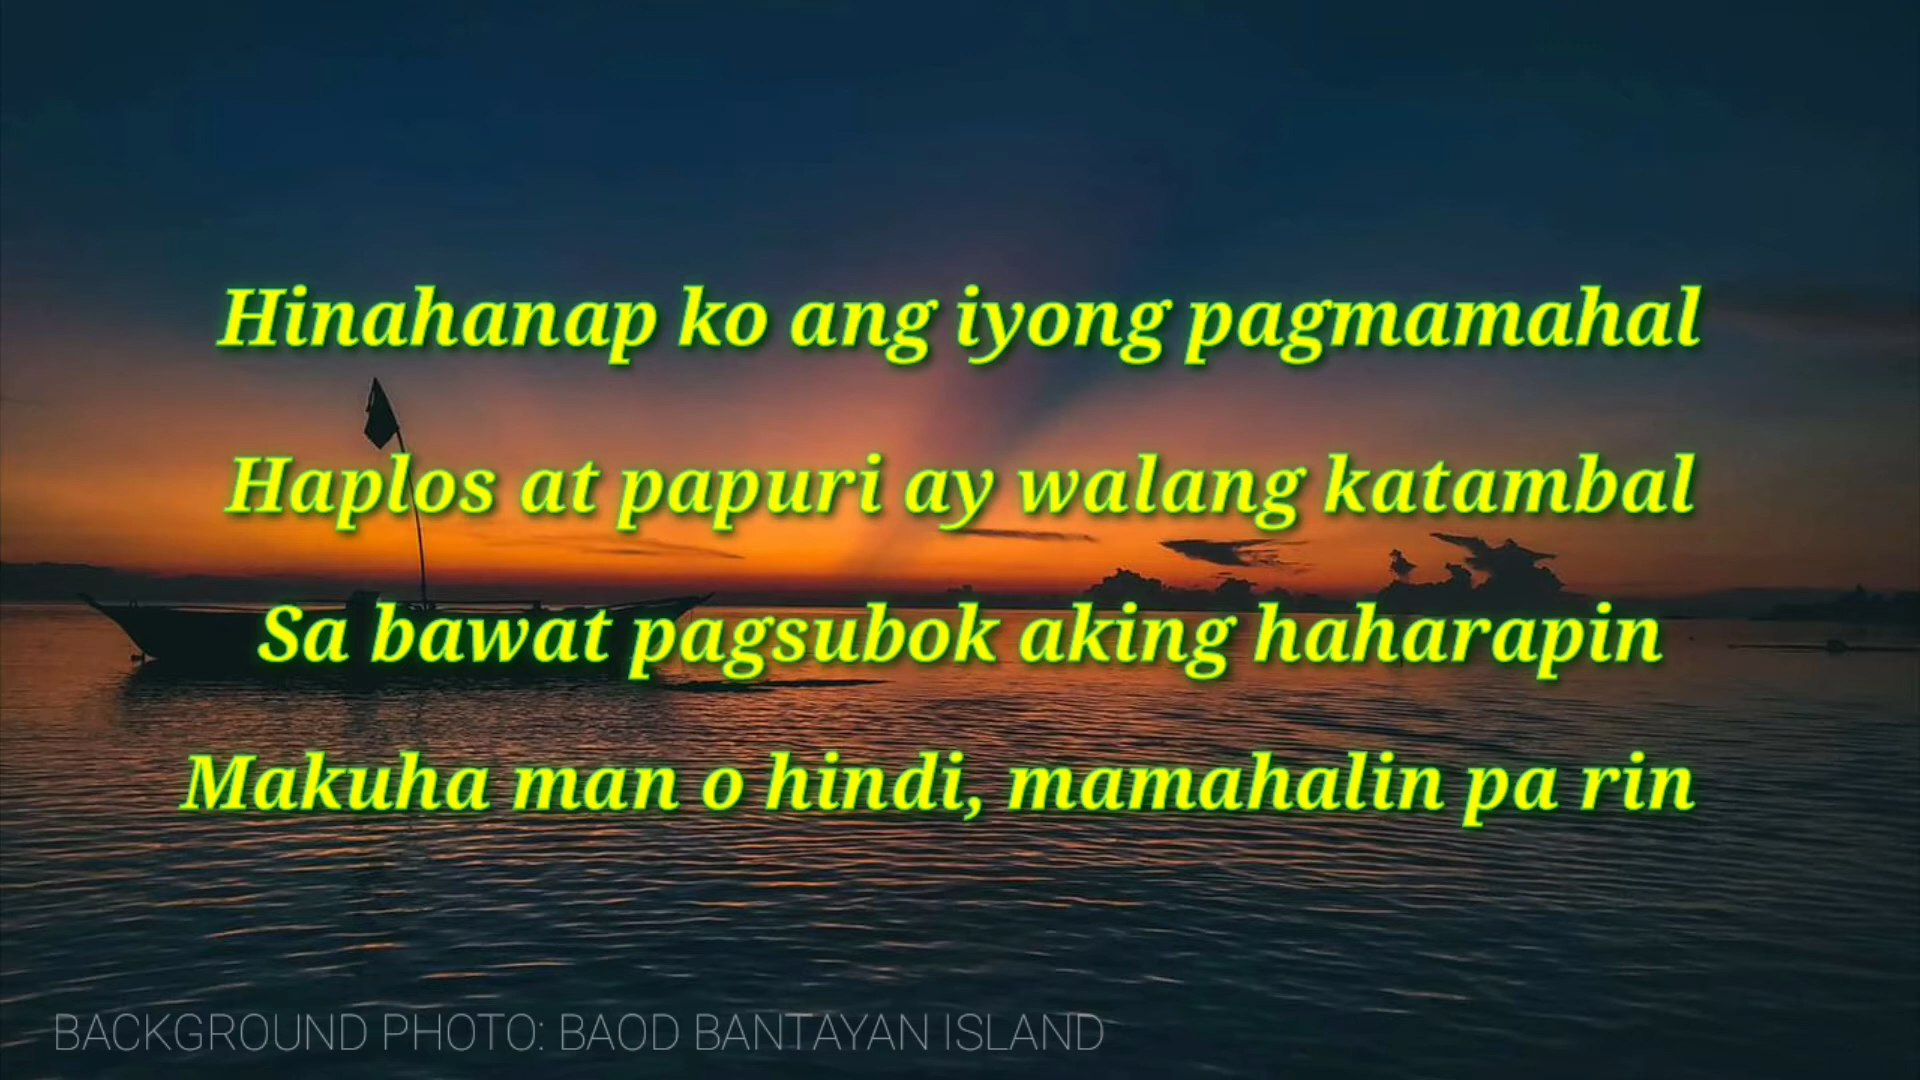 Hinahanap ko ang iyong pagmamahal
Haplos at papuri ay walang katambal
Sa bawat pagsubok aking haharapin
Makuha man o hindi, mamahalin pa rin
BACKGROUND PHOTO: BAOD BANTAYAN ISLAND